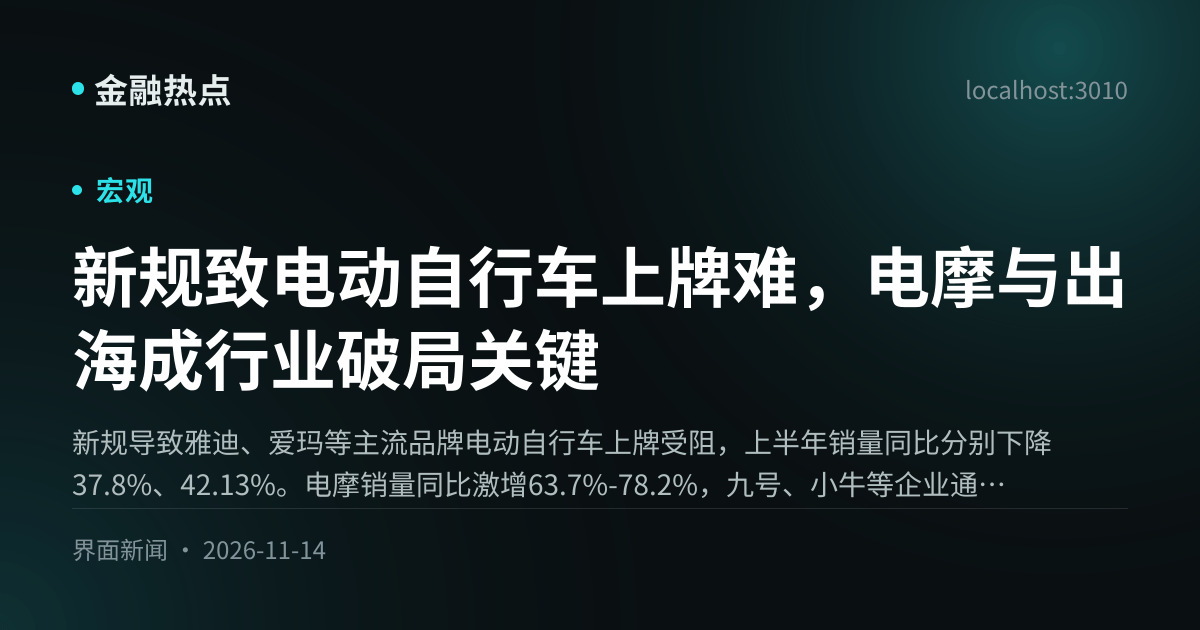 金融热点
localhost:3010
宏观
新规致电动自行车上牌难，电摩与出
海成行业破局关键
新规导致雅迪、爱玛等主流品牌电动自行车上牌受阻，上半年销量同比分别下降
37.8%、42.13%。电摩销量同比激增63.7%-78.2%，九号、小牛等企业通…
界面新闻 • 2026-11-14